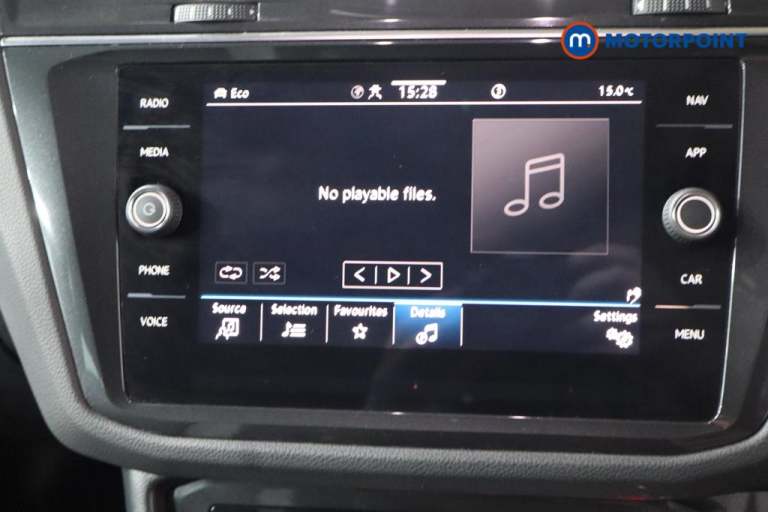 MOTORPOINT
RADIO
MEDIA
PHONE
VOICE
Eco
15:28
15.0°C
No playable files.
Source
Selection
Favourites
Details
Settings
NAV
APP
CAR
MENU